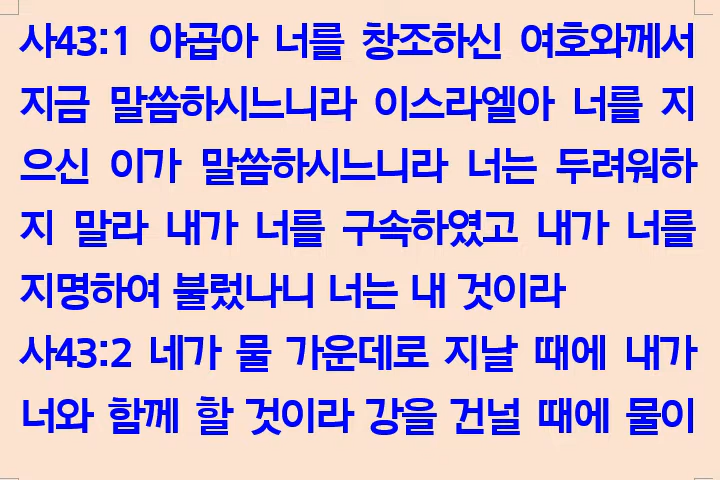 사43:1 야곱아 너를 창조하신 여호와께서
지금 말씀하시느니라 이스라엘아 너를 지
으신 이가 말씀하시느니라 너는 두려워하
지 말라 내가 너를 구속하였고 내가 너를
지명하여 불렀나니 너는 내 것이라
사43:2 네가 물 가운데로 지날 때에 내가
너와 함께 할 것이라 강을 건널 때에 물이